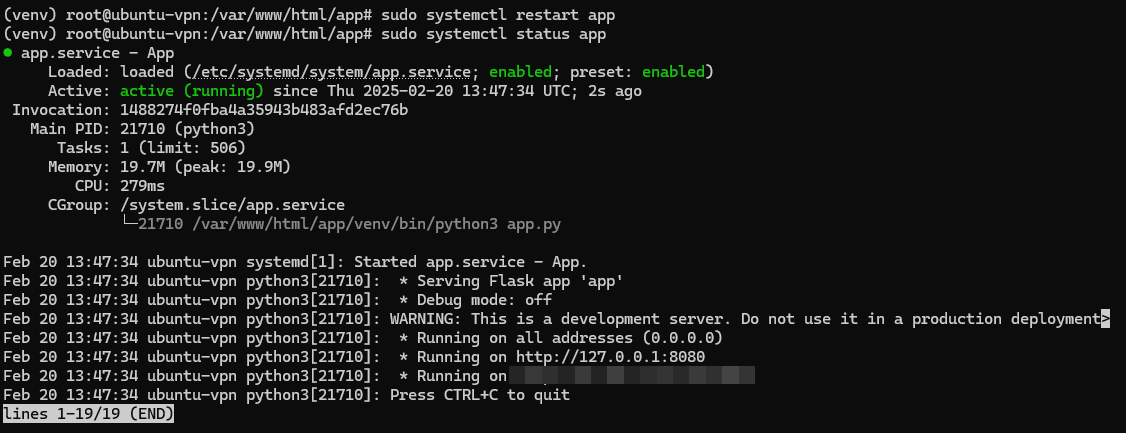 (venv) root@ubuntu-vpn:/var/www/html/app# sudo systemctl restart app
(venv) root@ubuntu-vpn:/var/www/html/app# sudo systemctl status app
● app.service - App
     Loaded: loaded (/etc/systemd/system/app.service; enabled; preset: enabled)
     Active: active (running) since Thu 2025-02-20 13:47:34 UTC; 2s ago
 Invocation: 1488274f0fba4a35943b483afd2ec76b
   Main PID: 21710 (python3)
      Tasks: 1 (limit: 506)
     Memory: 19.7M (peak: 19.9M)
        CPU: 279ms
     CGroup: /system.slice/app.service
             └─21710 /var/www/html/app/venv/bin/python3 app.py

Feb 20 13:47:34 ubuntu-vpn systemd[1]: Started app.service - App.
Feb 20 13:47:34 ubuntu-vpn python3[21710]:  * Serving Flask app 'app'
Feb 20 13:47:34 ubuntu-vpn python3[21710]:  * Debug mode: off
Feb 20 13:47:34 ubuntu-vpn python3[21710]: WARNING: This is a development server. Do not use it in a production deployment>
Feb 20 13:47:34 ubuntu-vpn python3[21710]:  * Running on all addresses (0.0.0.0)
Feb 20 13:47:34 ubuntu-vpn python3[21710]:  * Running on http://127.0.0.1:8080
Feb 20 13:47:34 ubuntu-vpn python3[21710]:  * Running on
Feb 20 13:47:34 ubuntu-vpn python3[21710]: Press CTRL+C to quit
lines 1-19/19 (END)